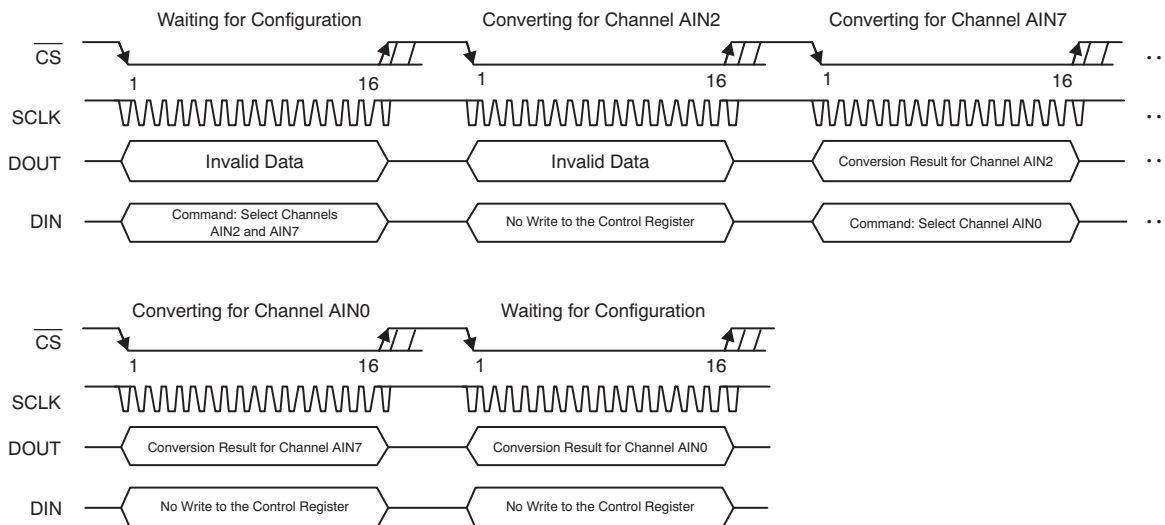 Waiting for Configuration Converting for Channel AIN2 Converting for Channel AIN7
CS
1 16 1 16 1 16 ..
SCLK ..
DOUT Invalid Data Invalid Data Conversion Result for Channel AIN2 ..
DIN Command: Select Channels AIN2 and AIN7 No Write to the Control Register Command: Select Channel AIN0 ..
Converting for Channel AIN0 Waiting for Configuration
CS
1 16 1 16
SCLK
DOUT Conversion Result for Channel AIN7 Conversion Result for Channel AIN0
DIN No Write to the Control Register No Write to the Control Register